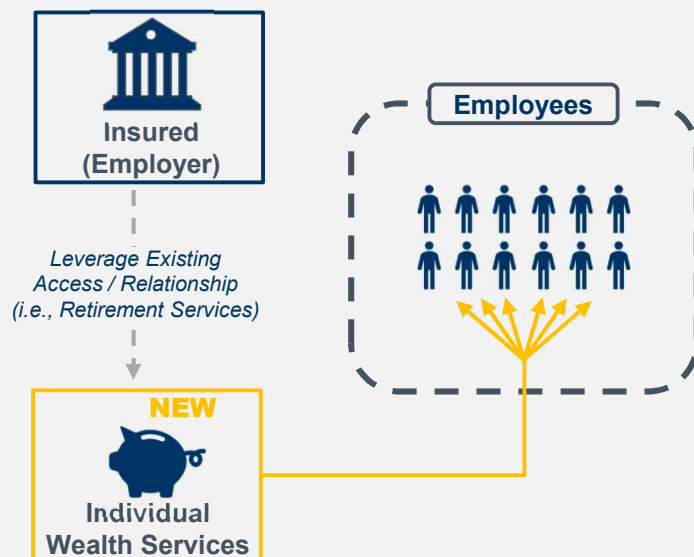 Insured
(Employer)
Employees
Leverage Existing
Access / Relationship
(i.e., Retirement Services)
NEW
Individual
Wealth Services